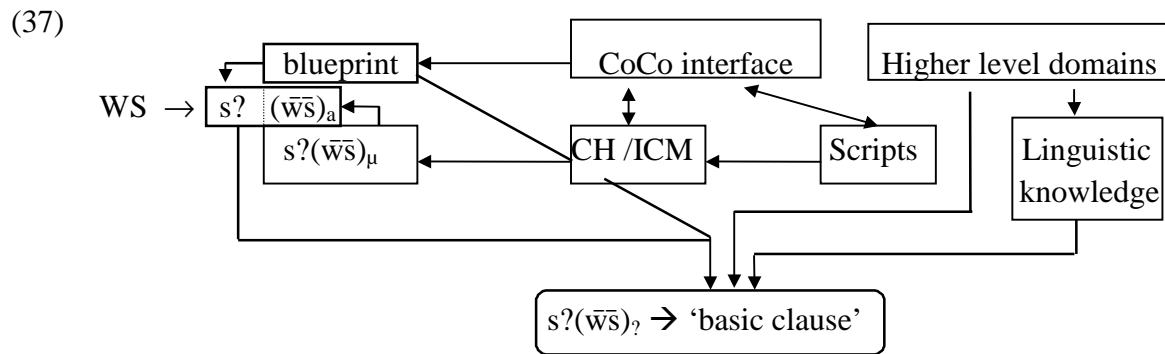 (37)
blueprint
CoCo interface
Higher level domains
WS →
s? (w̅s̅)ₐ
s?(w̅s̅)μ
CH /ICM
Scripts
Linguistic
knowledge
s?(w̅s̅)? → ‘basic clause’